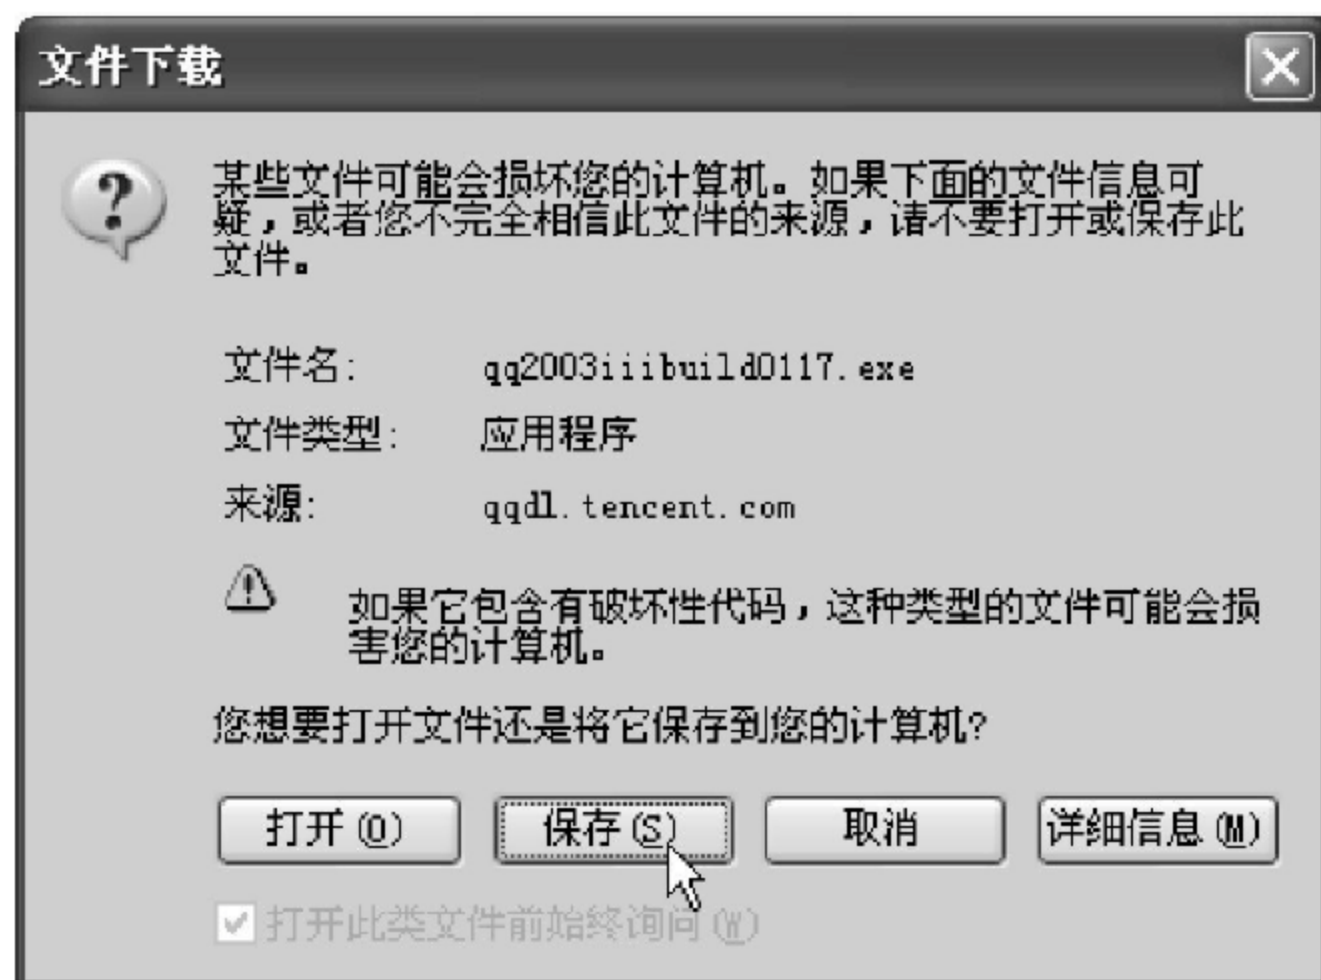 文件下载
某些文件可能会损坏您的计算机。如果下面的文件信息可
疑，或者您不完全相信此文件的来源，请不要打开或保存此
文件。
文件名: qq2003iiibuild0117.exe
文件类型: 应用程序
来源: qqdl.tencent.com
如果它包含有破坏性代码，这种类型的文件可能会损
害您的计算机。
您想要打开文件还是将它保存到您的计算机?
打开(O) 保存(S) 取消 详细信息(M)
打开此类文件前始终询问(W)